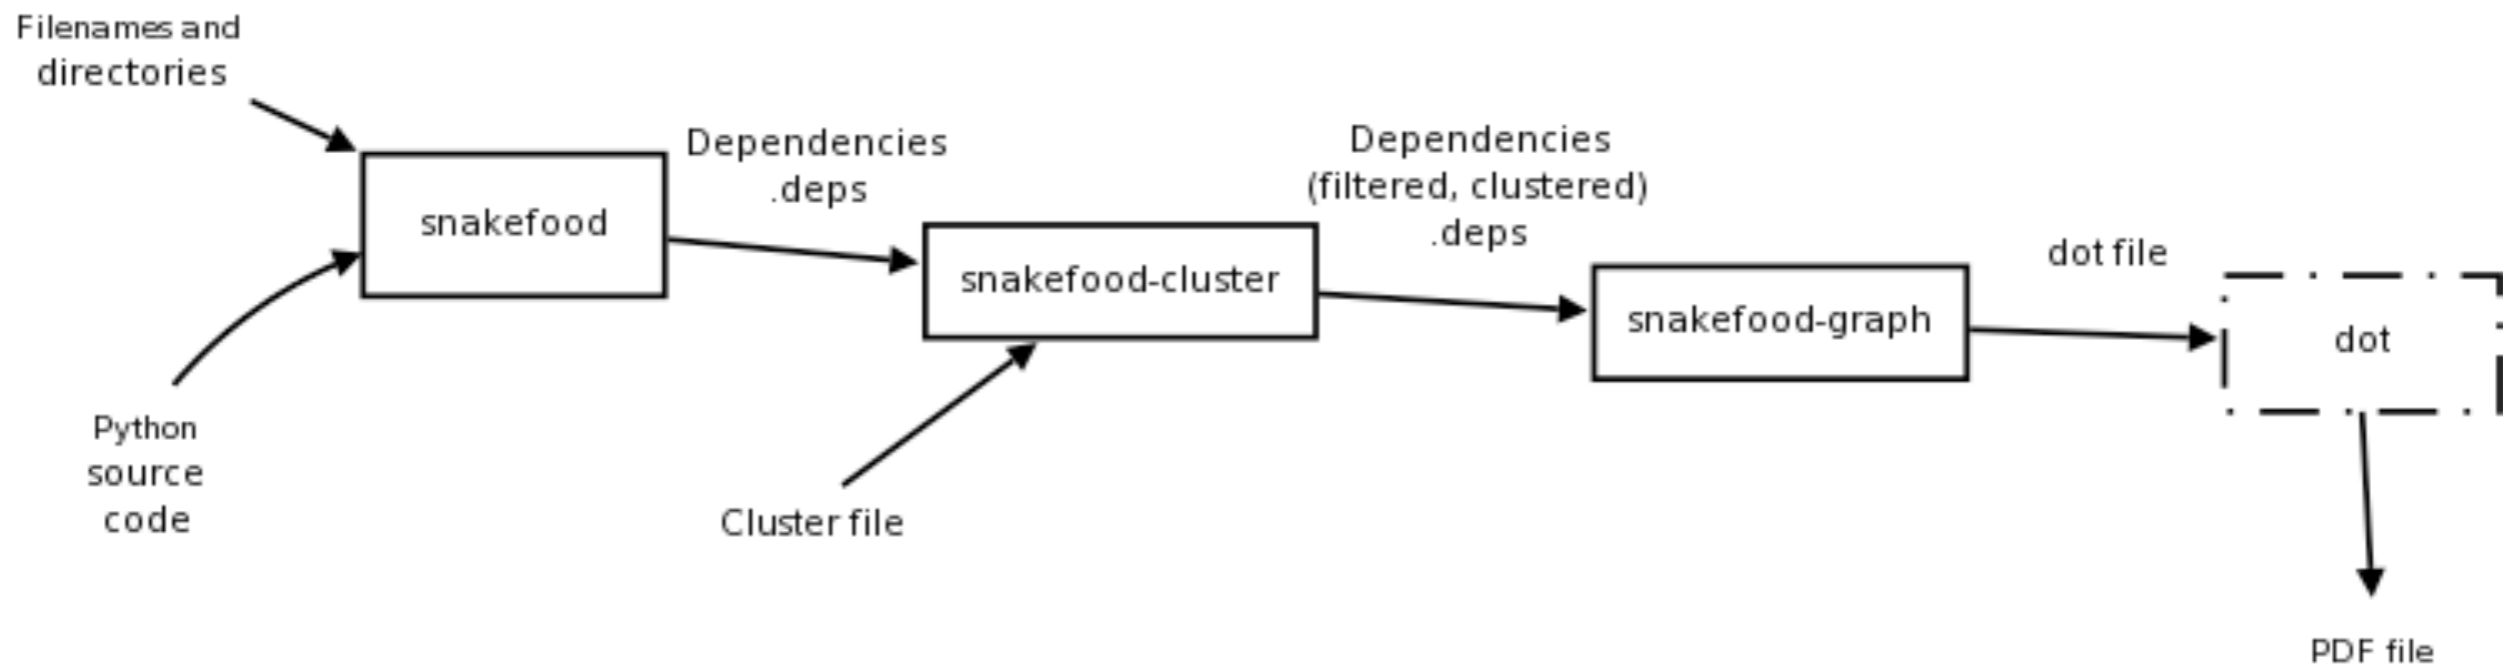 Filenames and
directories
snakefood
Python
source
code
Dependencies
.deps
snakefood-cluster
Cluster file
Dependencies
(filtered, clustered)
.deps
snakefood-graph
dot file
dot
PDF file